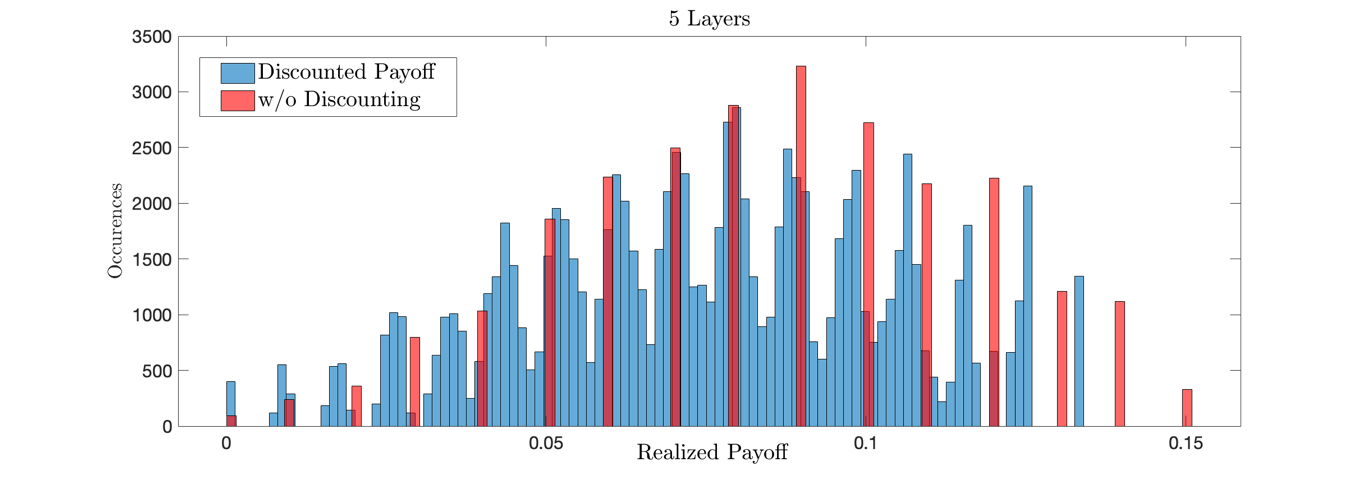 5 Layers
3500
3000
2500
2000
1500
1000
500
0
Occurences
Discounted Payoff
w/o Discounting
0 0.05 0.1 0.15
Realized Payoff